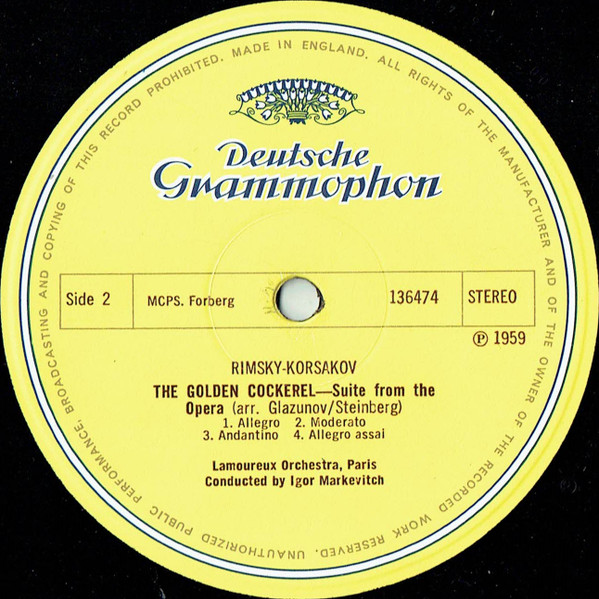 UNAUTHORIZED PUBLIC PERFORMANCE, BROADCASTING AND COPYING OF THIS RECORD PROHIBITED. MADE IN ENGLAND. ALL RIGHTS OF THE MANUFACTURER AND OF THE OWNER OF THE RECORDED WORK RESERVED.
Deutsche
Grammophon
Side 2 MCPS. Forberg 136474 STEREO
Ⓟ 1959
RIMSKY-KORSAKOV
THE GOLDEN COCKEREL—Suite from the
Opera (arr. Glazunov/Steinberg)
1. Allegro 2. Moderato
3. Andantino 4. Allegro assai
Lamoureux Orchestra, Paris
Conducted by Igor Markevitch